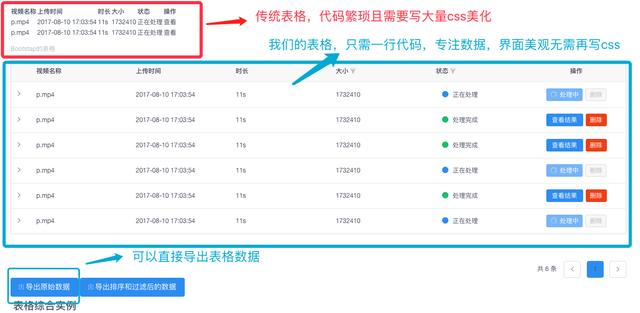 视频名称 上传时间 时长 大小 状态 操作
p.mp4 2017-08-10 17:03:54 11s 1732410 正在处理 查看
p.mp4 2017-08-10 17:03:54 11s 1732410 正在处理 查看
Bootstap的表格
传统表格，代码繁琐且需要写大量css美化
我们的表格，只需一行代码，专注数据，界面美观无需再写css
视频名称 上传时间 时长 大小 状态 操作
p.mp4 2017-08-10 17:03:54 11s 1732410 正在处理 处理中 删除
p.mp4 2017-08-10 17:03:54 11s 1732410 处理完成 查看结果 删除
p.mp4 2017-08-10 17:03:54 11s 1732410 处理完成 查看结果 删除
p.mp4 2017-08-10 17:03:54 11s 1732410 正在处理 处理中 删除
p.mp4 2017-08-10 17:03:54 11s 1732410 处理完成 查看结果 删除
p.mp4 2017-08-10 17:03:54 11s 1732410 正在处理 处理中 删除
可以直接导出表格数据
共 6 条 < 1 >
导出原始数据 导出排序和过滤后的数据
表格综合实例